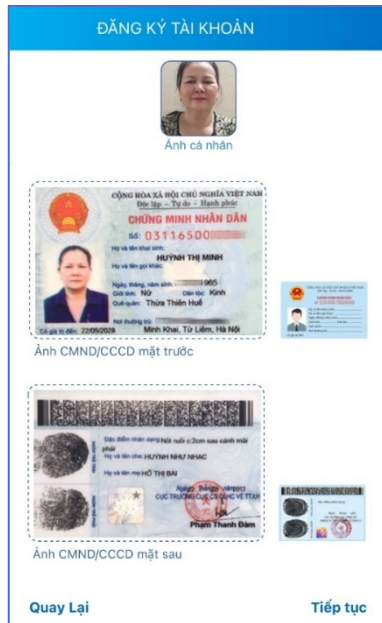 ĐĂNG KÝ TÀI KHOẢN
Ảnh cá nhân
CỘNG HÒA XÃ HỘI CHỦ NGHĨA VIỆT NAM
Độc lập - Tự do - Hạnh phúc
CHỨNG MINH NHÂN DÂN
Số: 03116500
Họ và tên khai sinh:
HUỲNH THỊ MINH
Họ và tên gọi khác:
Ngày, tháng, năm sinh: 1965
Giới tính: Nữ Dân tộc: Kinh
Quê quán: Thừa Thiên Huế
Nơi thường trú:
Có giá trị đến: 22/05/2028 Minh Khai, Từ Liêm, Hà Nội
Ảnh CMND/CCCD mặt trước
Đặc điểm nhân dạng: Nốt ruồi c.2cm sau cánh mũi
phải
Họ và tên cha: HUỲNH NHƯ NHẠC
Họ và tên mẹ: HỒ THỊ BÀI
CỤC TRƯỞNG CỤC CS
Phạm Thanh Đàm
Ảnh CMND/CCCD mặt sau
Quay Lại
Tiếp tục